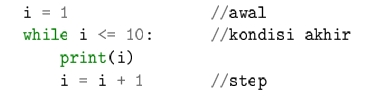 i = 1 //awal
while i <= 10: //kondisi akhir
print(i)
i = i + 1 //step